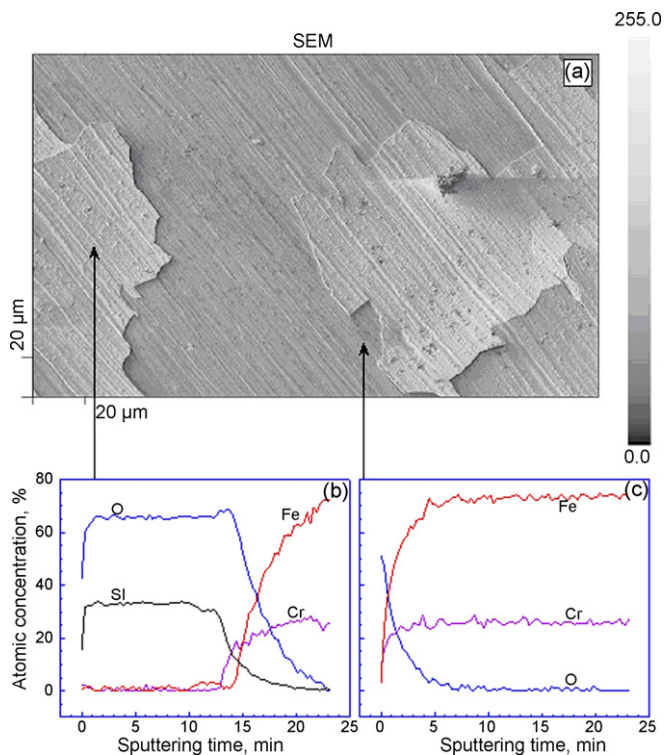 SEM
255.0
(a)
20 µm
20 µm
0.0
80
60
40
20
0
Atomic concentration, %
(b)
O
Fe
SI
Cr
0
5
10
15
20
25
Sputtering time, min
(c)
Fe
Cr
O
0
5
10
15
20
25
Sputtering time, min